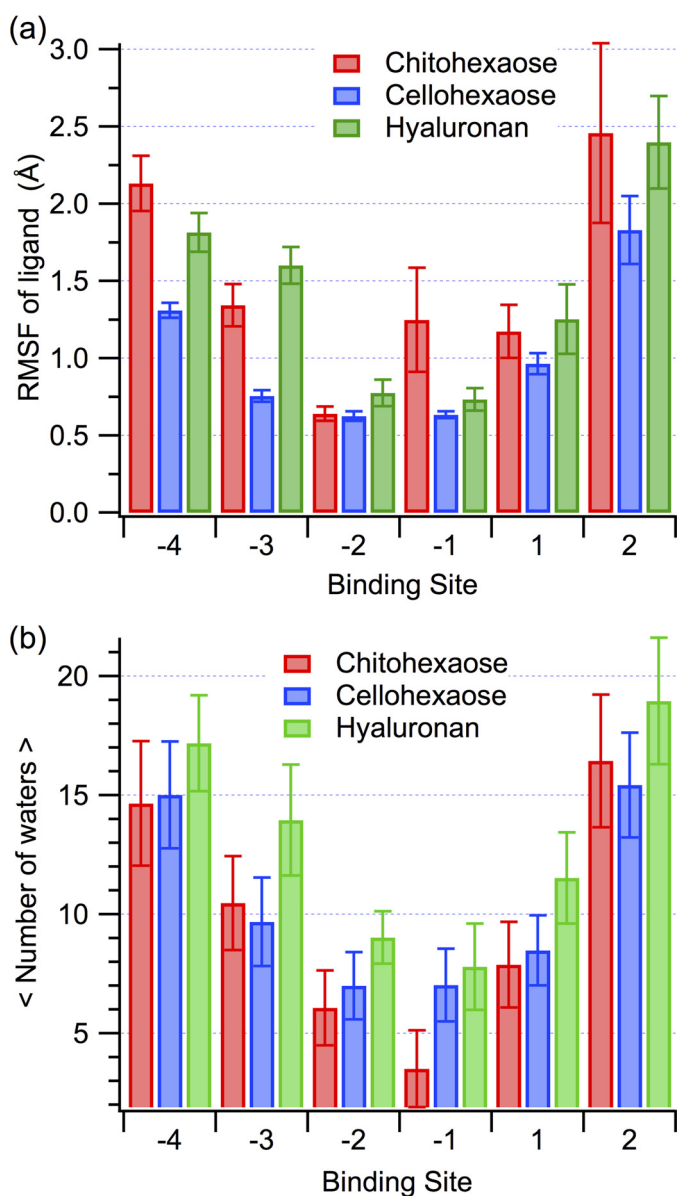 (a)
3.0
2.5
2.0
1.5
1.0
0.5
0.0
RMSF of ligand (Å)
Chitohexaose
Cellohexaose
Hyaluronan
-4 -3 -2 -1 1 2
Binding Site
(b)
20
15
10
5
< Number of waters >
Chitohexaose
Cellohexaose
Hyaluronan
-4 -3 -2 -1 1 2
Binding Site